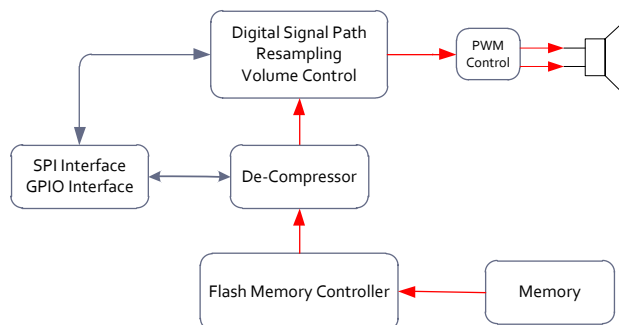 Digital Signal Path
Resampling
Volume Control
PWM
Control
SPI Interface
GPIO Interface
De-Compressor
Flash Memory Controller
Memory